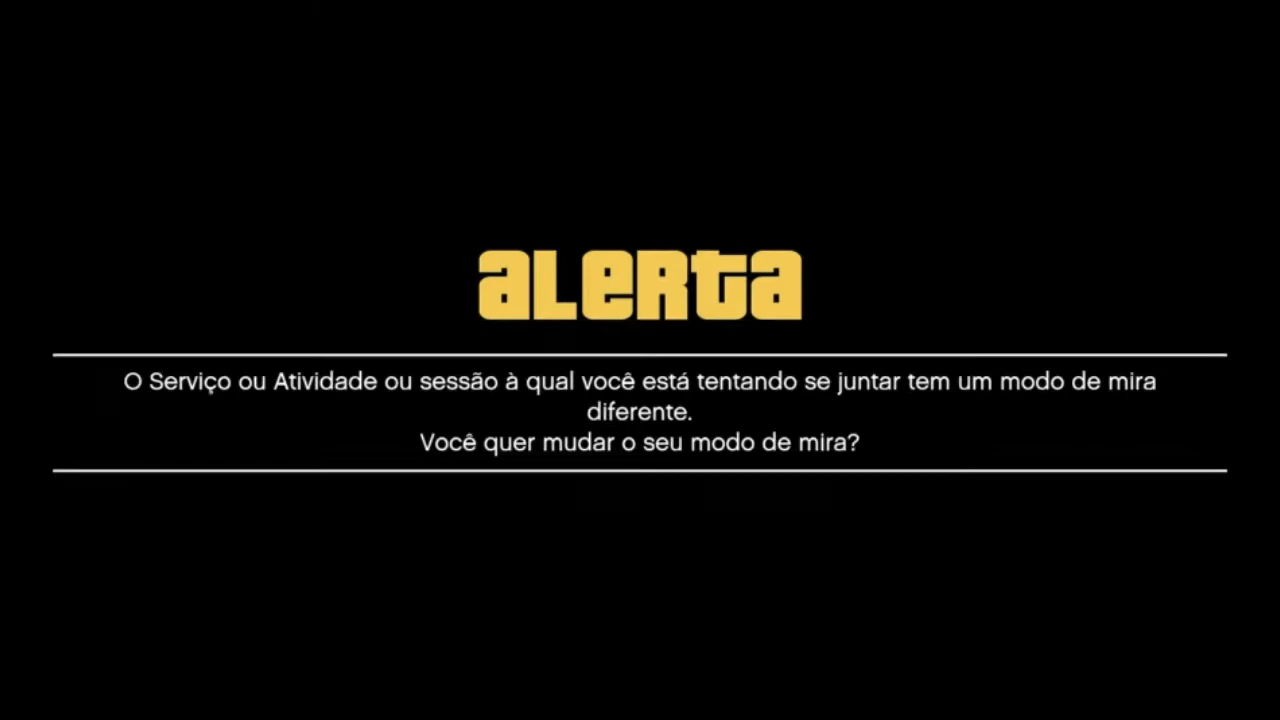 alerta
O Serviço ou Atividade ou sessão à qual você está tentando se juntar tem um modo de mira
diferente.
Você quer mudar o seu modo de mira?